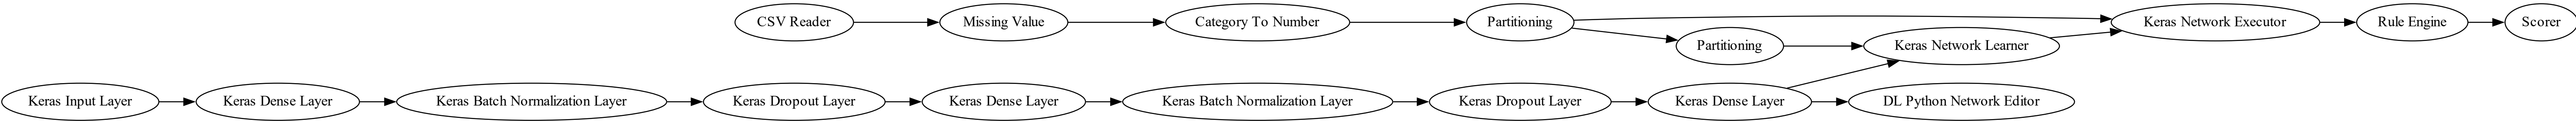 CSV Reader
Missing Value
Category To Number
Partitioning
Keras Network Executor
Rule Engine
Scorer
Partitioning
Keras Network Learner
Keras Input Layer
Keras Dense Layer
Keras Batch Normalization Layer
Keras Dropout Layer
Keras Dense Layer
Keras Batch Normalization Layer
Keras Dropout Layer
Keras Dense Layer
DL Python Network Editor